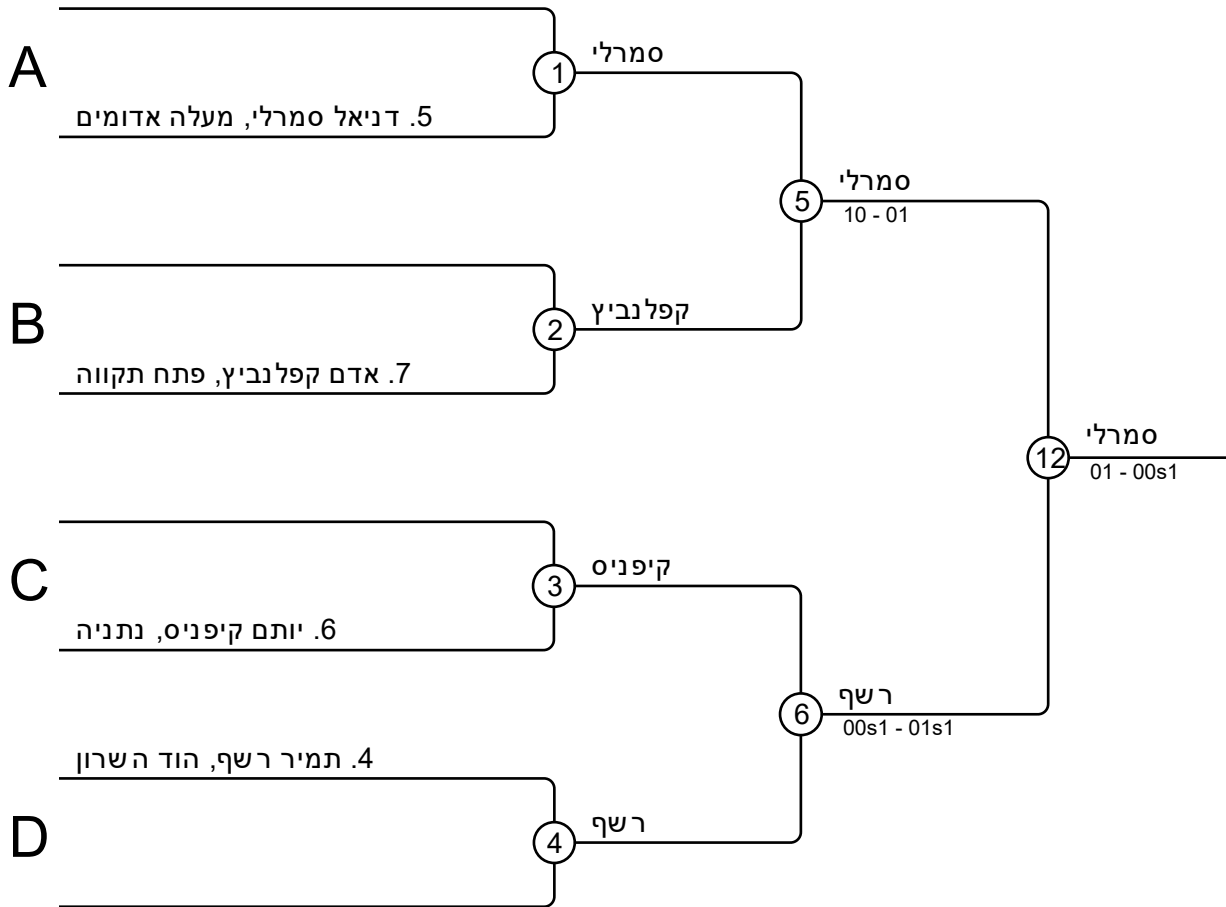 A
1
סמרלי
5. דניאל סמרלי, מעלה אדומים
5
סמרלי
10 - 01
B
2
קפלנביץ
7. אדם קפלנביץ, פתח תקווה
12
סמרלי
01 - 00s1
C
3
קיפניס
6. יותם קיפניס, נתניה
6
רשף
00s1 - 01s1
4. תמיר רשף, הוד השרון
D
4
רשף